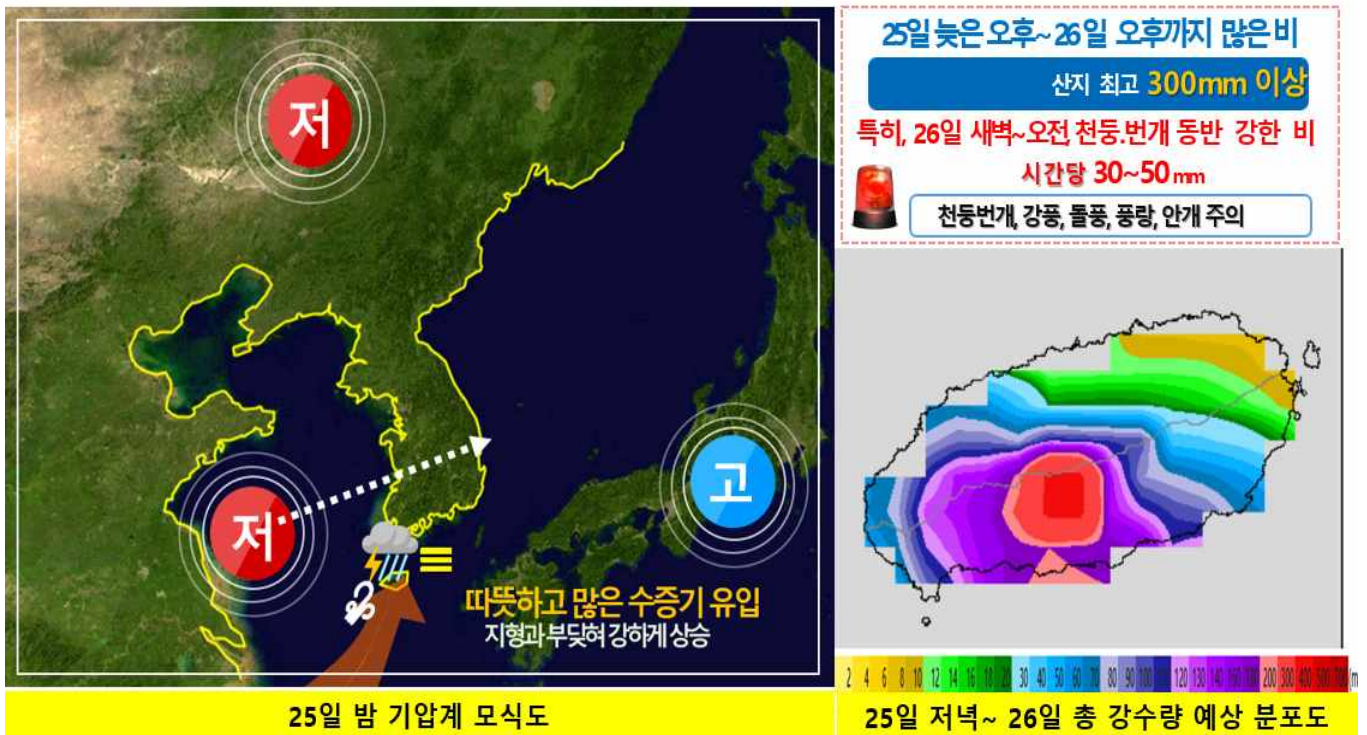 저
저
고
따뜻하고 많은 수증기 유입
지형과 부딪혀 강하게 상승
25일 밤 기압계 모식도
25일 늦은 오후~ 26일 오후까지 많은 비
산지 최고 300mm 이상
특히, 26일 새벽~오전, 천둥.번개 동반 강한 비
시간당 30~50 mm
천둥번개, 강풍, 돌풍, 풍랑, 안개 주의
2 4 6 8 10 12 14 16 18 20 30 40 50 60 70 80 90 100 110 120 130 140 150 180 200 300 400 500 700 (m
25일 저녁~ 26일 총 강수량 예상 분포도